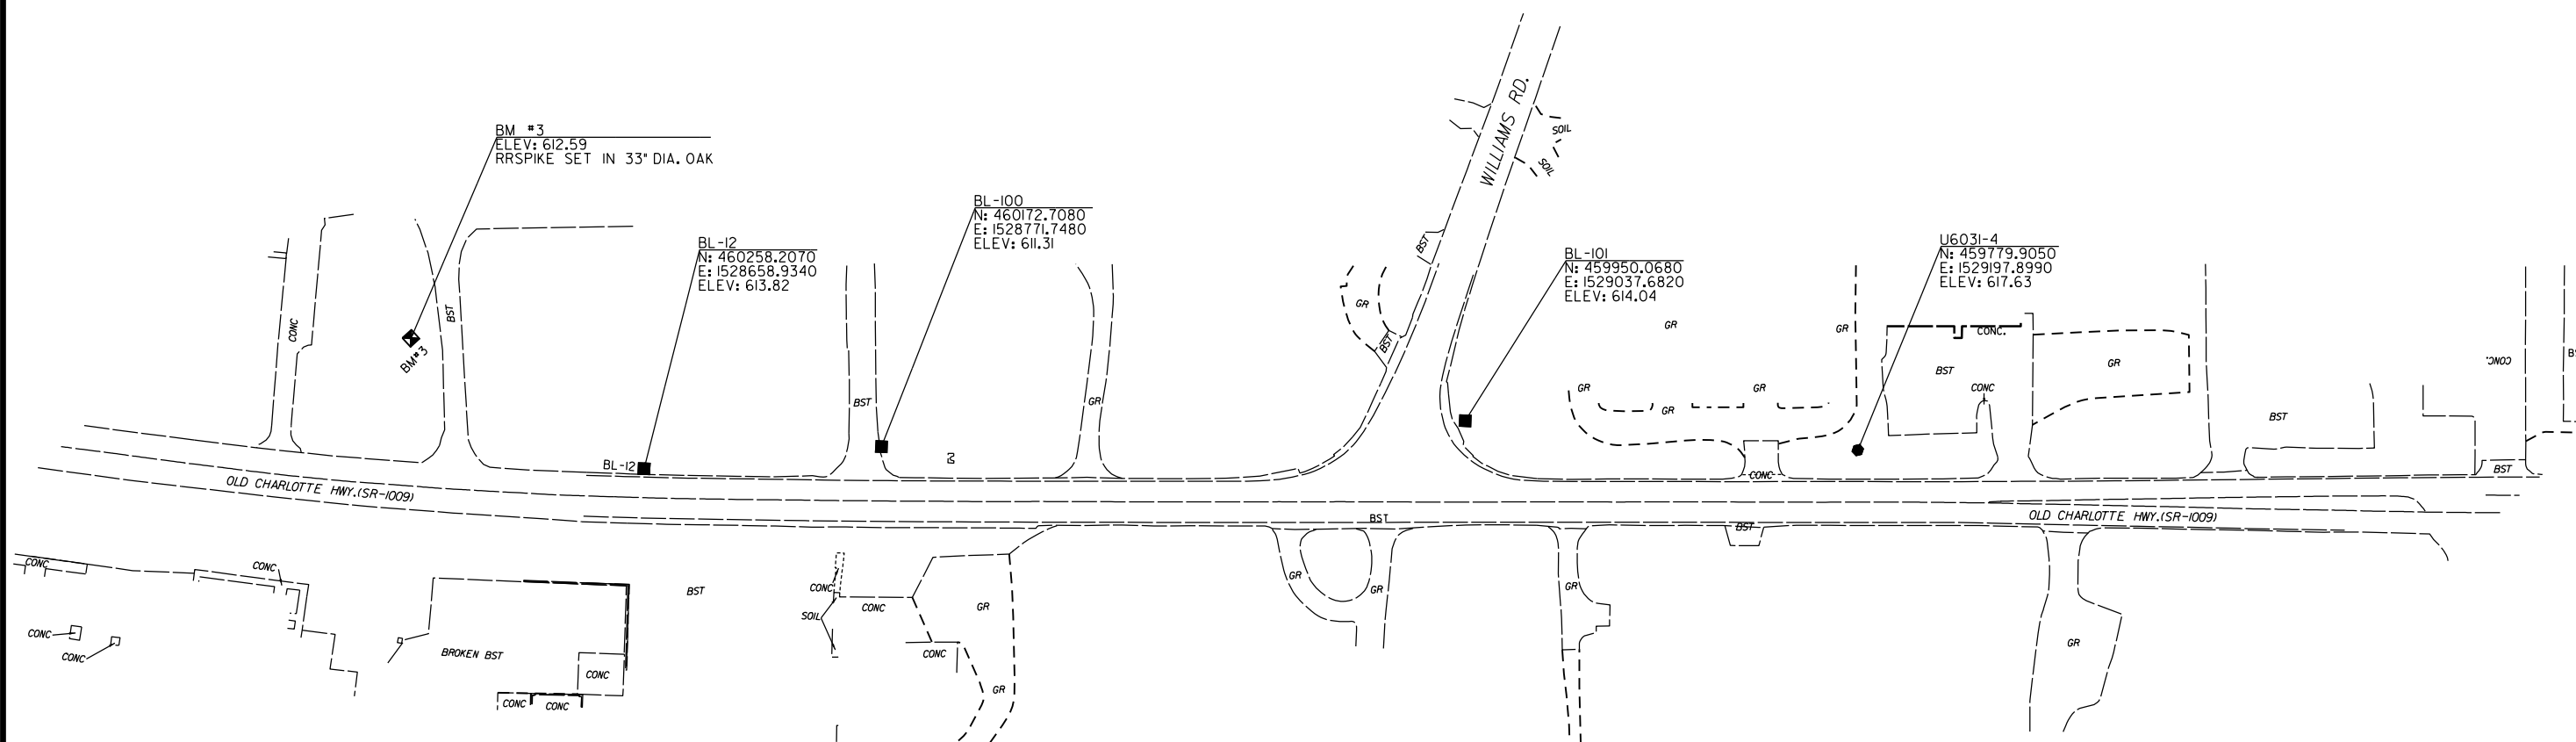 BM #3
ELEV: 612.59
RRSPIKE SET IN 33" DIA. OAK
BL-12
N: 460258.2070
E: 1528658.9340
ELEV: 613.82
BL-100
N: 460172.7080
E: 1528771.7480
ELEV: 611.31
WILLIAMS RD.
SOIL
SOIL
BL-101
N: 459950.0680
E: 1529037.6820
ELEV: 614.04
U6031-4
N: 459779.9050
E: 1529197.8990
ELEV: 617.63
CONC
BM#3
BST
BST
GR
BST
GR
BST
GR
GR
GR
GR
GR
CONC.
BST
CONC
GR
BST
CONC.
BST
BL-12
CONC
OLD CHARLOTTE HWY.(SR-1009)
BST
BST
OLD CHARLOTTE HWY.(SR-1009)
CONC
CONC
CONC
CONC
BROKEN BST
CONC
CONC
CONC
BST
CONC
SOIL
CONC
GR
CONC
GR
GR
GR
GR
GR